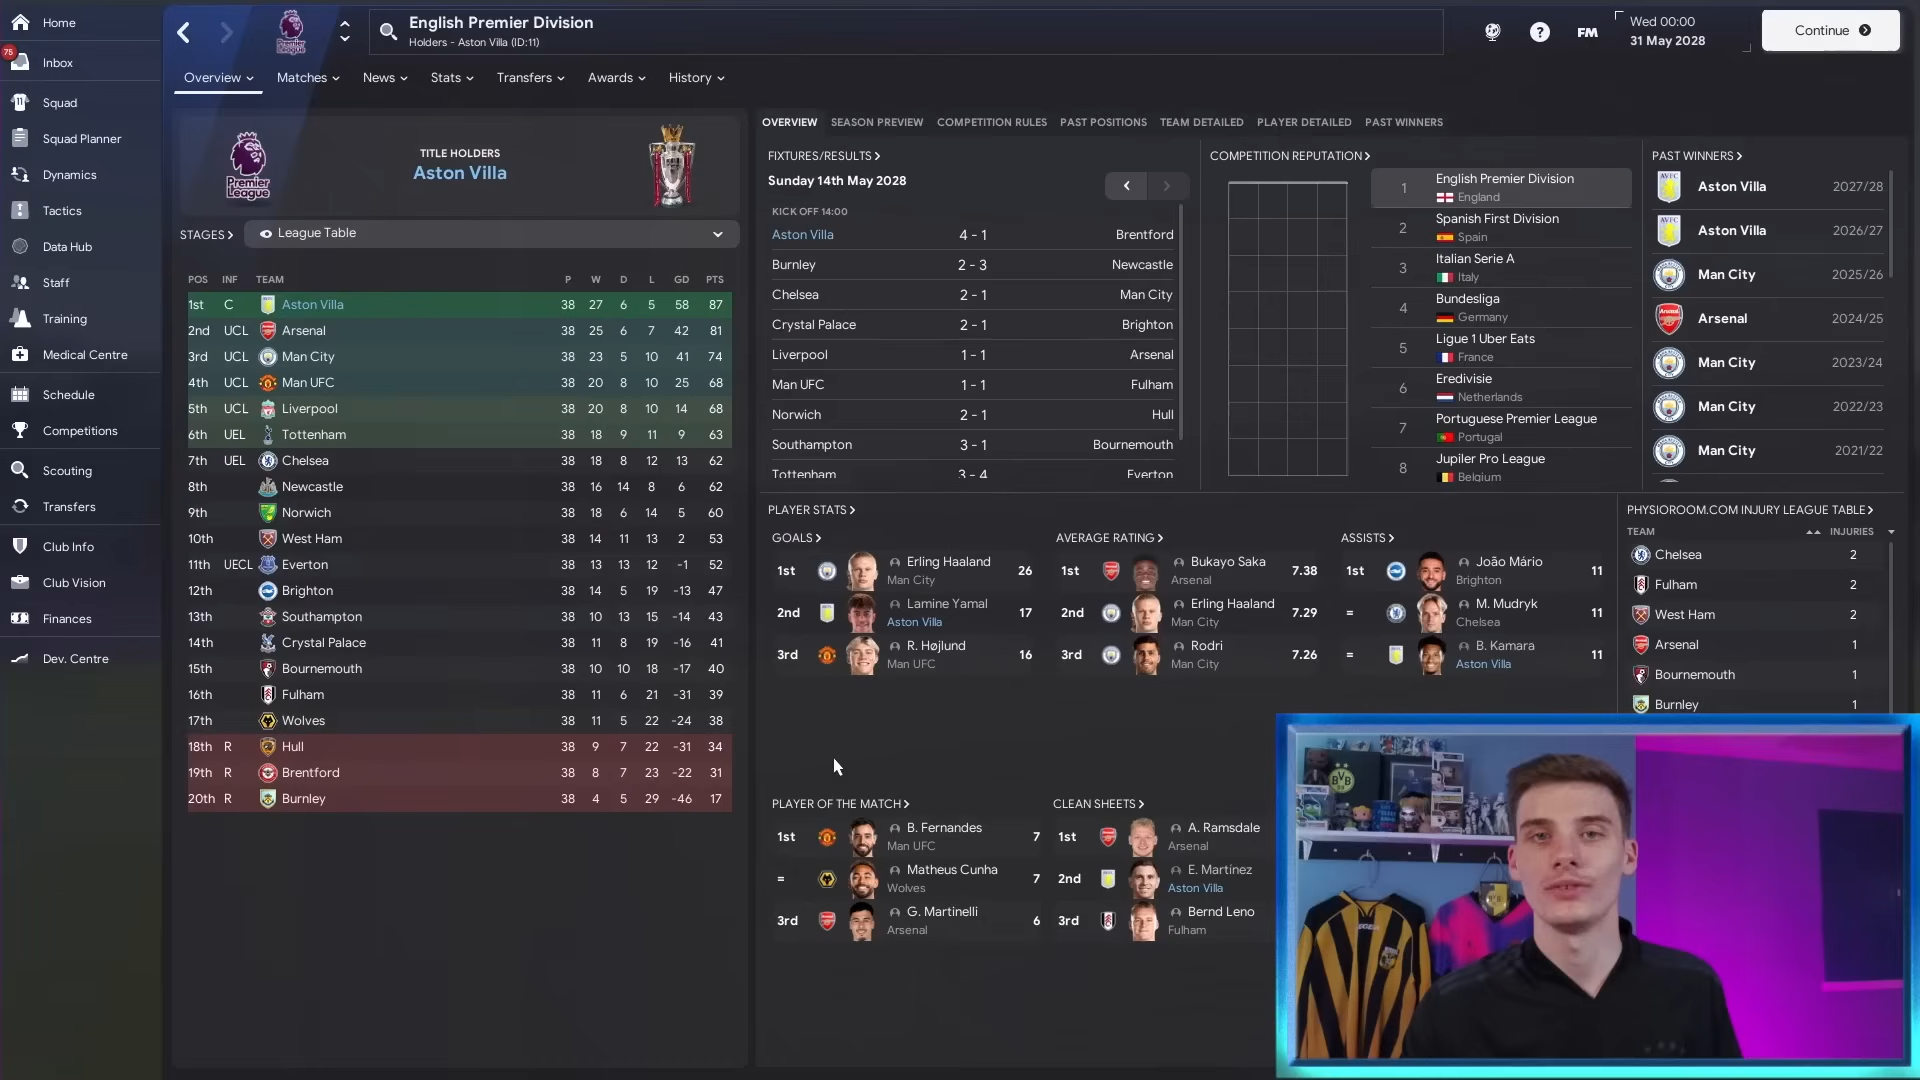 Home
75
Inbox
Squad
Squad Planner
Dynamics
Tactics
Data Hub
Staff
Training
Medical Centre
Schedule
Competitions
Scouting
Transfers
Club Info
Club Vision
Finances
Dev. Centre
Premier League
English Premier Division
Holders - Aston Villa (ID:11)
FM
Wed 00:00
31 May 2028
Continue
Overview
Matches
News
Stats
Transfers
Awards
History
Premier League
TITLE HOLDERS
Aston Villa
STAGES
League Table
POS INF TEAM P W D L GD PTS
1st C Aston Villa 38 27 6 5 58 87
2nd UCL Arsenal 38 25 6 7 42 81
3rd UCL Man City 38 23 5 10 41 74
4th UCL Man UFC 38 20 8 10 25 68
5th UCL Liverpool 38 20 8 10 14 68
6th UEL Tottenham 38 18 9 11 9 63
7th UEL Chelsea 38 18 8 12 13 62
8th Newcastle 38 16 14 8 6 62
9th Norwich 38 18 6 14 5 60
10th West Ham 38 14 11 13 2 53
11th UECL Everton 38 13 13 12 -1 52
12th Brighton 38 14 5 19 -13 47
13th Southampton 38 10 13 15 -14 43
14th Crystal Palace 38 11 8 19 -16 41
15th Bournemouth 38 10 10 18 -17 40
16th Fulham 38 11 6 21 -31 39
17th Wolves 38 11 5 22 -24 38
18th R Hull 38 9 7 22 -31 34
19th R Brentford 38 8 7 23 -22 31
20th R Burnley 38 4 5 29 -46 17
OVERVIEW
SEASON PREVIEW
COMPETITION RULES
PAST POSITIONS
TEAM DETAILED
PLAYER DETAILED
PAST WINNERS
FIXTURES/RESULTS
Sunday 14th May 2028
KICK OFF 14:00
Aston Villa 4 - 1 Brentford
Burnley 2 - 3 Newcastle
Chelsea 2 - 1 Man City
Crystal Palace 2 - 1 Brighton
Liverpool 1 - 1 Arsenal
Man UFC 1 - 1 Fulham
Norwich 2 - 1 Hull
Southampton 3 - 1 Bournemouth
Tottenham 3 - 4 Everton
COMPETITION REPUTATION
1 English Premier Division
England
2 Spanish First Division
Spain
3 Italian Serie A
Italy
4 Bundesliga
Germany
5 Ligue 1 Uber Eats
France
6 Eredivisie
Netherlands
7 Portuguese Premier League
Portugal
8 Jupiler Pro League
Belgium
PAST WINNERS
Aston Villa 2027/28
Aston Villa 2026/27
Man City 2025/26
Arsenal 2024/25
Man City 2023/24
Man City 2022/23
Man City 2021/22
PLAYER STATS
GOALS
1st Erling Haaland 26
Man City
2nd Lamine Yamal 17
Aston Villa
3rd R. Højlund 16
Man UFC
AVERAGE RATING
1st Bukayo Saka 7.38
Arsenal
2nd Erling Haaland 7.29
Man City
3rd Rodri 7.26
Man City
ASSISTS
1st João Mário 11
Brighton
= M. Mudryk 11
Chelsea
= B. Kamara 11
Aston Villa
PHYSIOROOM.COM INJURY LEAGUE TABLE
TEAM INJURIES
Chelsea 2
Fulham 2
West Ham 2
Arsenal 1
Bournemouth 1
Burnley 1
PLAYER OF THE MATCH
1st B. Fernandes 7
Man UFC
= Matheus Cunha 7
Wolves
3rd G. Martinelli 6
Arsenal
CLEAN SHEETS
1st A. Ramsdale
Arsenal
2nd E. Martínez
Aston Villa
3rd Bernd Leno
Fulham
BVB